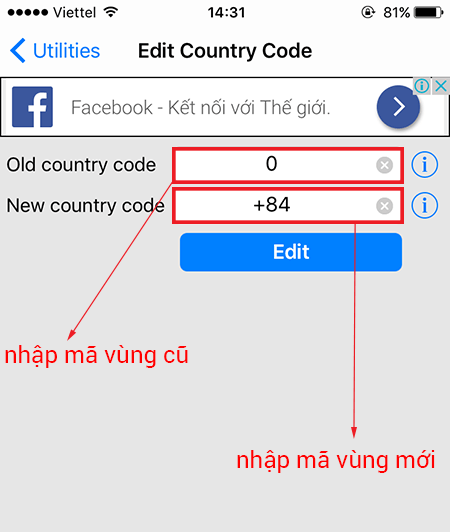 Viettel 14:31 81%
Utilities Edit Country Code
Facebook - Kết nối với Thế giới.
Old country code 0
New country code +84
Edit
nhập mã vùng cũ
nhập mã vùng mới